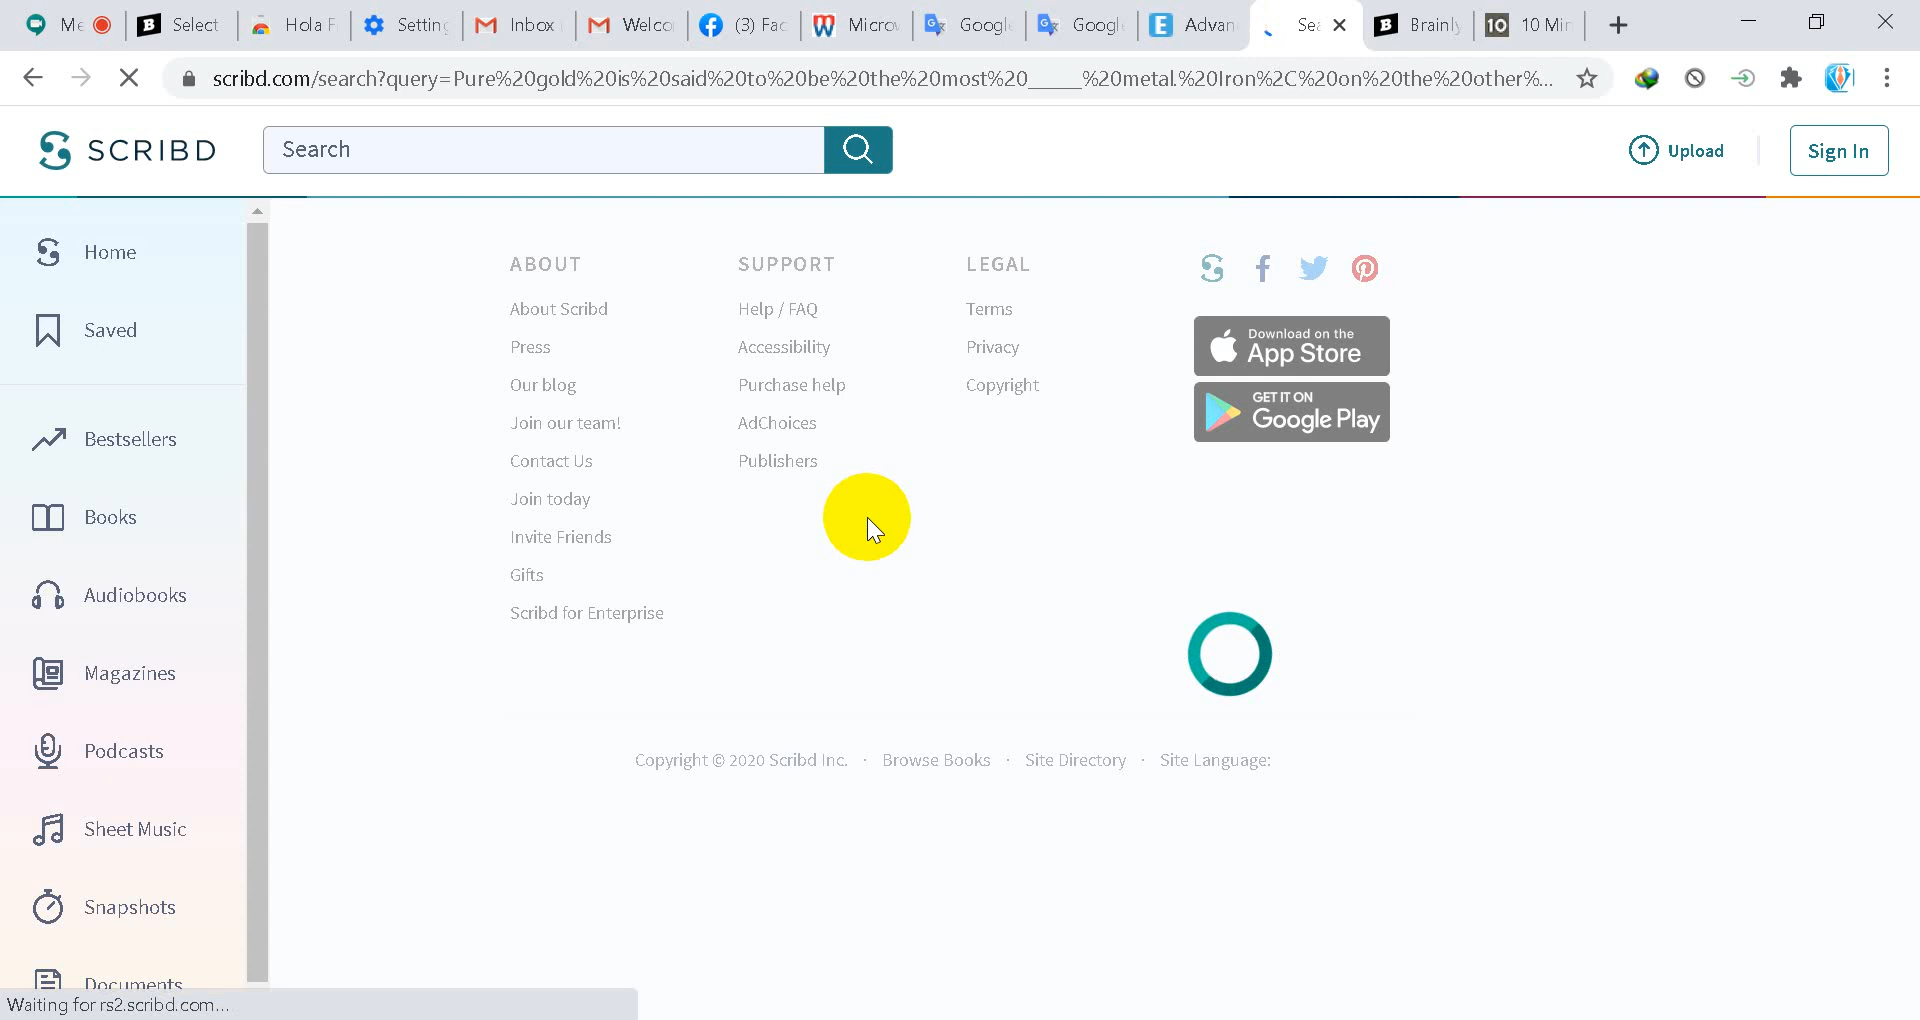 Me Select Hola F Setting Inbox Welco (3) Fac Micro Google Google Advan Sea Brainly 10 Min
scribd.com/search?query=Pure%20gold%20is%20said%20to%20be%20the%20most%20_____%20metal.%20Iron%2C%20on%20the%20other%...
SCRIBD
Search
Upload
Sign In
Home
Saved
Bestsellers
Books
Audiobooks
Magazines
Podcasts
Sheet Music
Snapshots
Documents
ABOUT
About Scribd
Press
Our blog
Join our team!
Contact Us
Join today
Invite Friends
Gifts
Scribd for Enterprise
SUPPORT
Help / FAQ
Accessibility
Purchase help
AdChoices
Publishers
LEGAL
Terms
Privacy
Copyright
Download on the
App Store
GET IT ON
Google Play
Copyright © 2020 Scribd Inc. · Browse Books · Site Directory · Site Language:
Waiting for rs2.scribd.com...